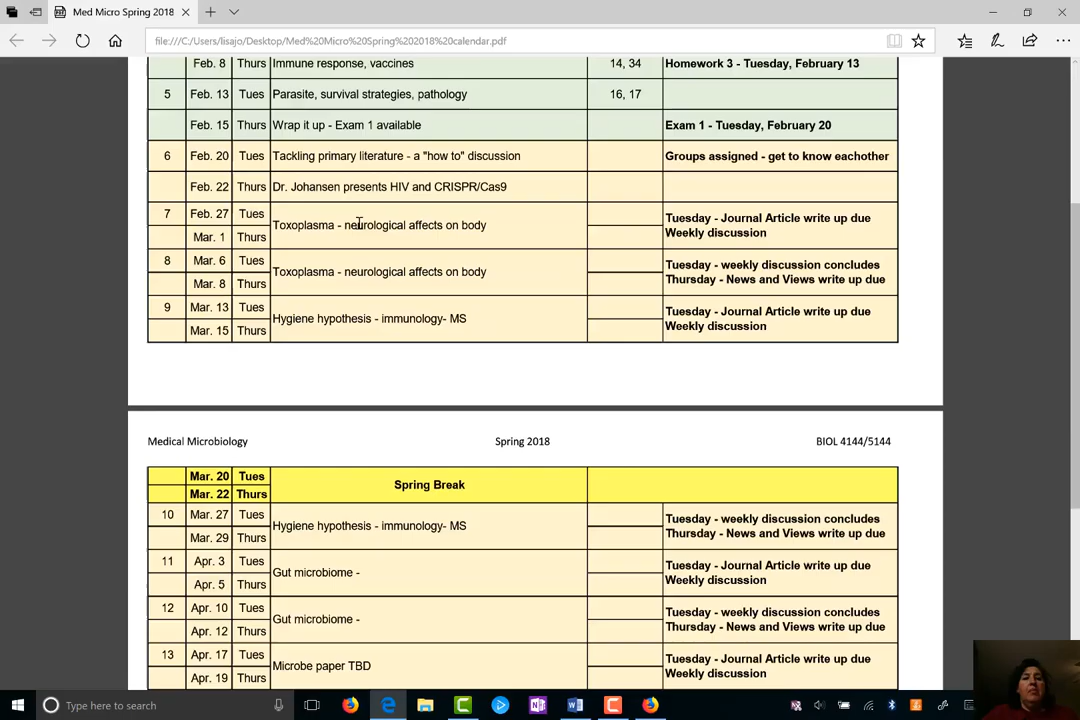 Med Micro Spring 2018
file:///C:/Users/lisajo/Desktop/Med%20Micro%20Spring%202018%20calendar.pdf
Feb. 8 Thurs Immune response, vaccines 14, 34 Homework 3 - Tuesday, February 13
5 Feb. 13 Tues Parasite, survival strategies, pathology 16, 17
Feb. 15 Thurs Wrap it up - Exam 1 available Exam 1 - Tuesday, February 20
6 Feb. 20 Tues Tackling primary literature - a "how to" discussion Groups assigned - get to know eachother
Feb. 22 Thurs Dr. Johansen presents HIV and CRISPR/Cas9
7 Feb. 27 Tues
Mar. 1 Thurs
Toxoplasma - neurological affects on body
Tuesday - Journal Article write up due
Weekly discussion
8 Mar. 6 Tues
Mar. 8 Thurs
Toxoplasma - neurological affects on body
Tuesday - weekly discussion concludes
Thursday - News and Views write up due
9 Mar. 13 Tues
Mar. 15 Thurs
Hygiene hypothesis - immunology- MS
Tuesday - Journal Article write up due
Weekly discussion
Medical Microbiology Spring 2018 BIOL 4144/5144
Mar. 20 Tues
Mar. 22 Thurs
Spring Break
10 Mar. 27 Tues
Mar. 29 Thurs
Hygiene hypothesis - immunology- MS
Tuesday - weekly discussion concludes
Thursday - News and Views write up due
11 Apr. 3 Tues
Apr. 5 Thurs
Gut microbiome -
Tuesday - Journal Article write up due
Weekly discussion
12 Apr. 10 Tues
Apr. 12 Thurs
Gut microbiome -
Tuesday - weekly discussion concludes
Thursday - News and Views write up due
13 Apr. 17 Tues
Apr. 19 Thurs
Microbe paper TBD
Tuesday - Journal Article write up due
Weekly discussion
Type here to search